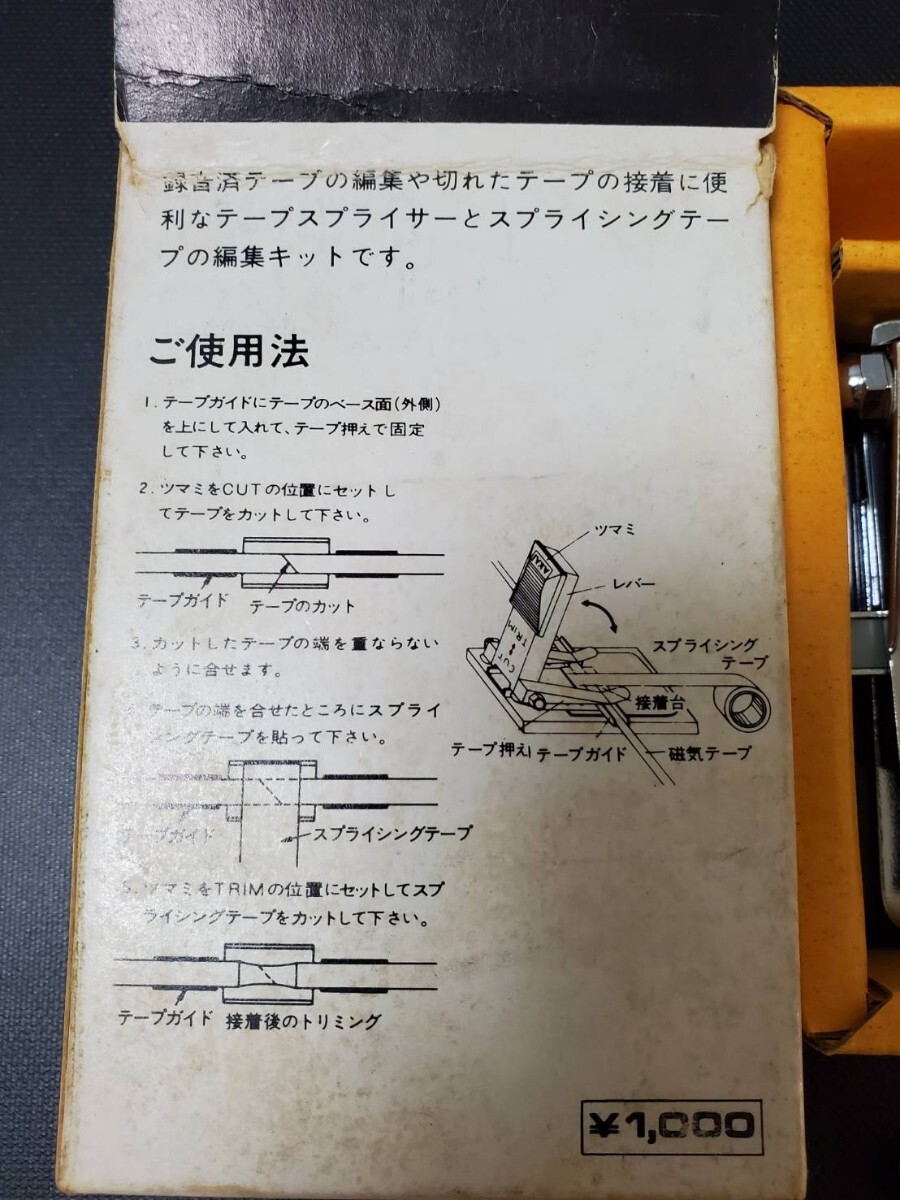 録音済テープの編集や切れたテープの接着に便
利なテープスプライサーとスプライシングテー
プの編集キットです。
ご使用法
1. テープガイドにテープのベース面(外側)
を上にして入れて、テープ押えで固定
して下さい。
2. ツマミをCUTの位置にセットし
てテープをカットして下さい。
テープガイド テープのカット
3. カットしたテープの端を重ならない
ように合せます。
テープの端を合せたところにスプライ
シングテープを貼って下さい。
テープガイド スプライシングテープ
5. ツマミをTRIMの位置にセットしてスプ
ライシングテープをカットして下さい。
テープガイド 接着後のトリミング
ツマミ
AKAI
レバー
TRIM
CUT
スプライシング
テープ
接着台
テープ押え テープガイド 磁気テープ
¥1,000